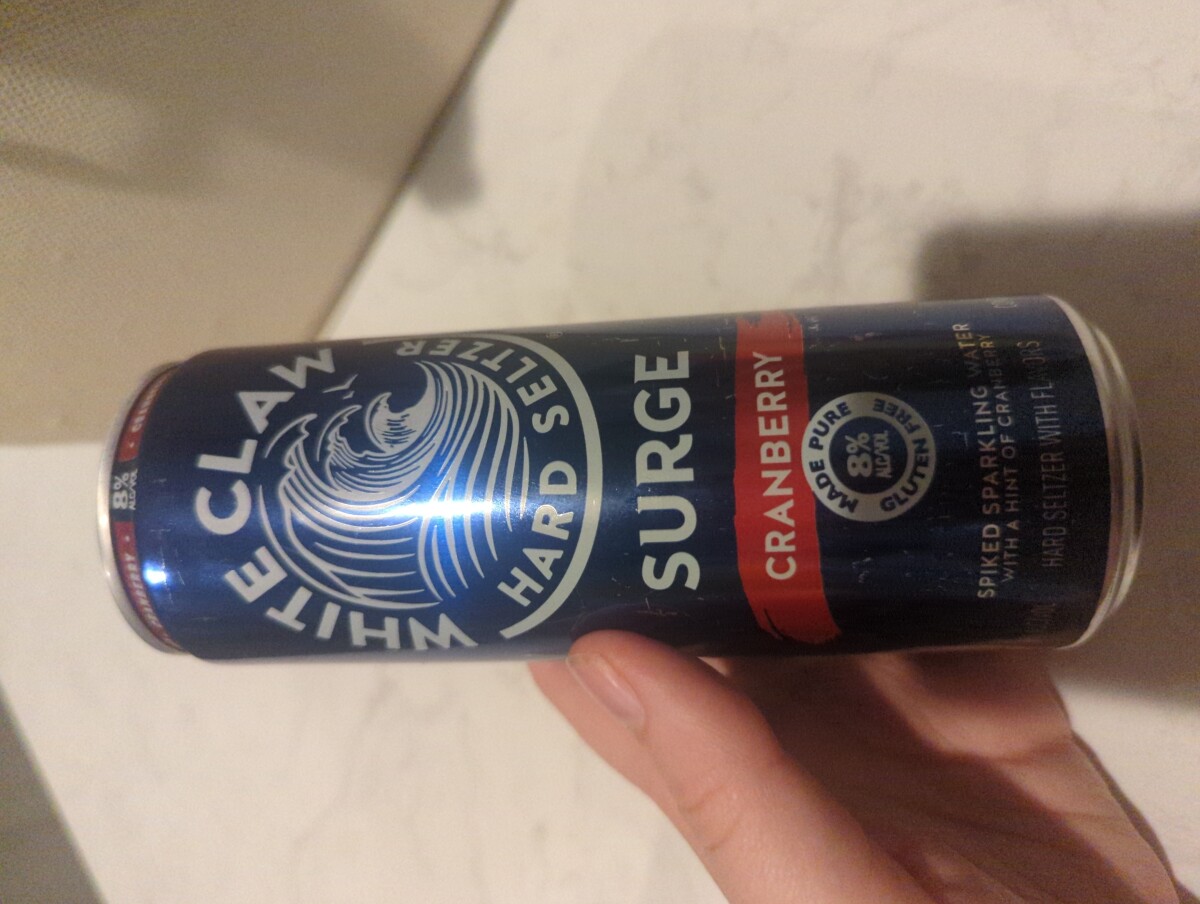 8% ALC/VOL
WHITE CLAW
HARD SELTZER
SURGE
CRANBERRY
MADE PURE
8%
ALC/VOL
GLUTEN FREE
SPIKED SPARKLING WATER
WITH A HINT OF CRANBERRY
HARD SELTZER WITH FLAVORS